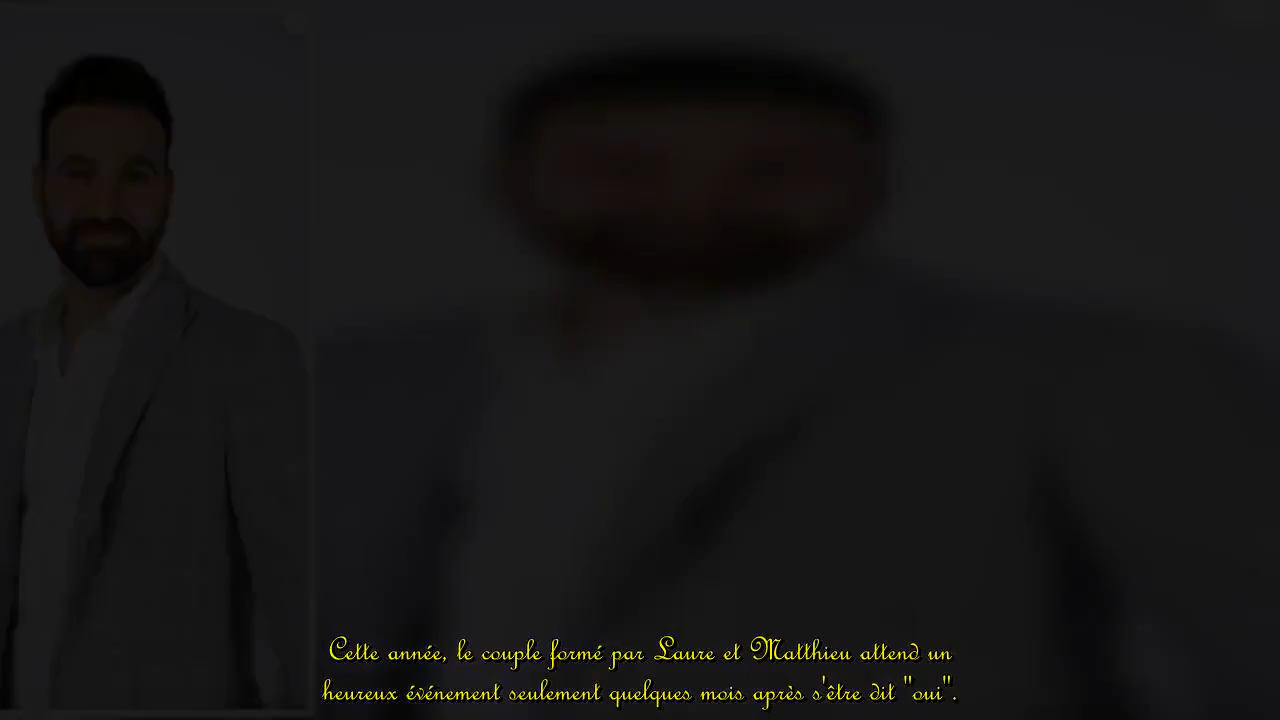 Cette année, le couple formé par Laure et Matthieu attend un
heureux événement seulement quelques mois après s'être dit "oui".